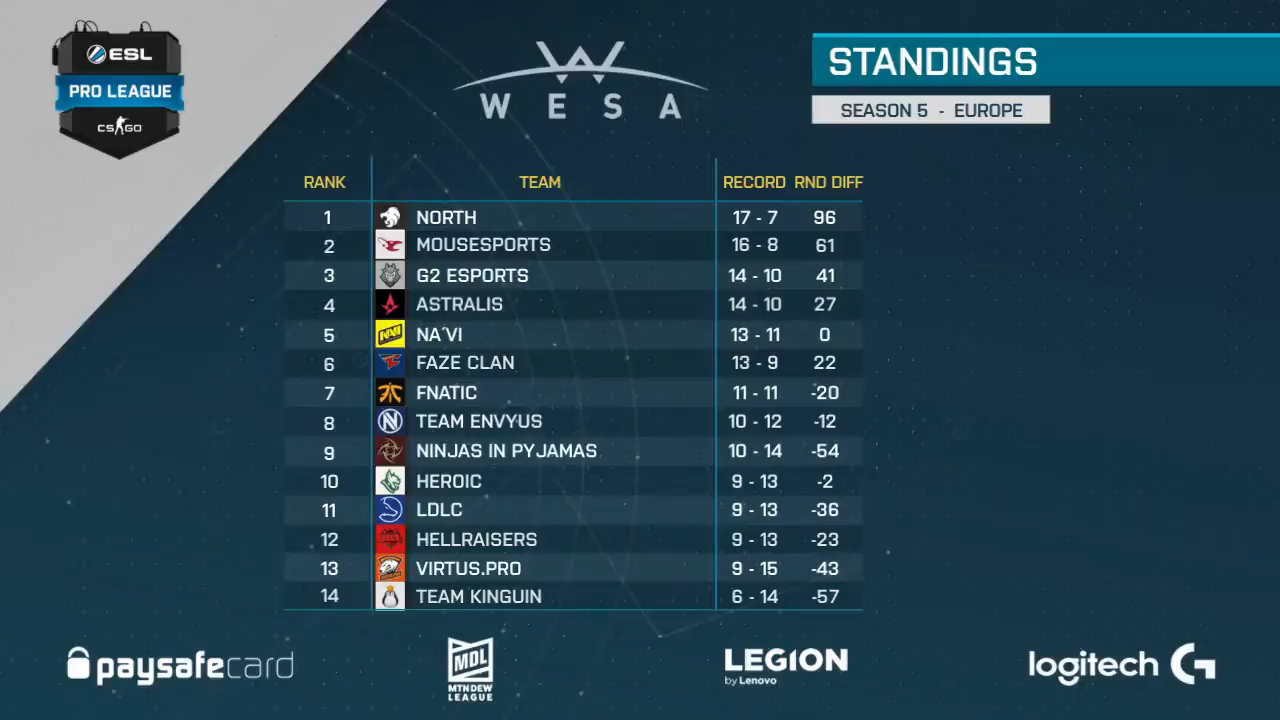 ESL
PRO LEAGUE
CS GO
WESA
STANDINGS
SEASON 5 - EUROPE
RANK TEAM RECORD RND DIFF
1 NORTH 17 - 7 96
2 MOUSESPORTS 16 - 8 61
3 G2 ESPORTS 14 - 10 41
4 ASTRALIS 14 - 10 27
5 NA'VI 13 - 11 0
6 FAZE CLAN 13 - 9 22
7 FNATIC 11 - 11 -20
8 TEAM ENVYUS 10 - 12 -12
9 NINJAS IN PYJAMAS 10 - 14 -54
10 HEROIC 9 - 13 -2
11 LDLC 9 - 13 -36
12 HELLRAISERS 9 - 13 -23
13 VIRTUS.PRO 9 - 15 -43
14 TEAM KINGUIN 6 - 14 -57
paysafecard
MDL
MTNDEW
LEAGUE
LEGION
by Lenovo
logitech G